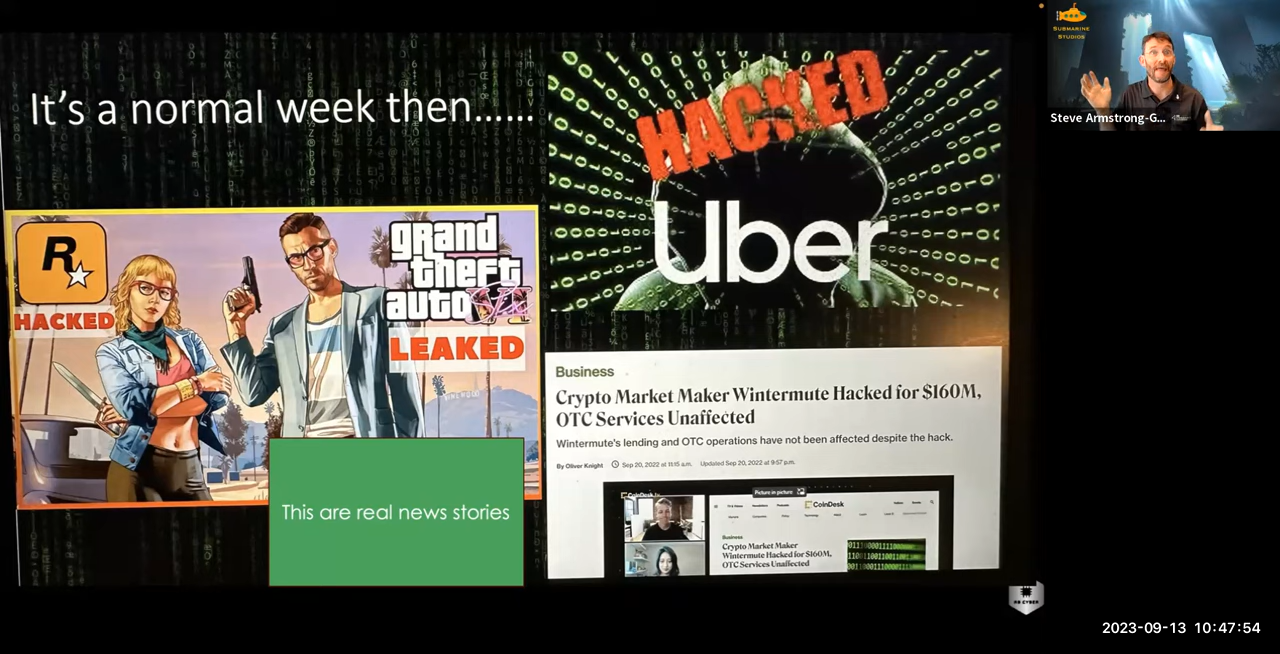 It's a normal week then......
HACKED
Uber
R
HACKED
grand
theft
auto VI
LEAKED
This are real news stories
Business
Crypto Market Maker Wintermute Hacked for $160M,
OTC Services Unaffected
Wintermute's lending and OTC operations have not been affected despite the hack.
By Oliver Knight Sep 20, 2022 at 11:15 a.m. Updated Sep 20, 2022 at 9:57 p.m.
Picture in picture
CoinDesk
Business
Crypto Market Maker
Wintermute Hacked for $160M,
OTC Services Unaffected
SUBMARINE
STUDIOS
Steve Armstrong-G...
2023-09-13 10:47:54